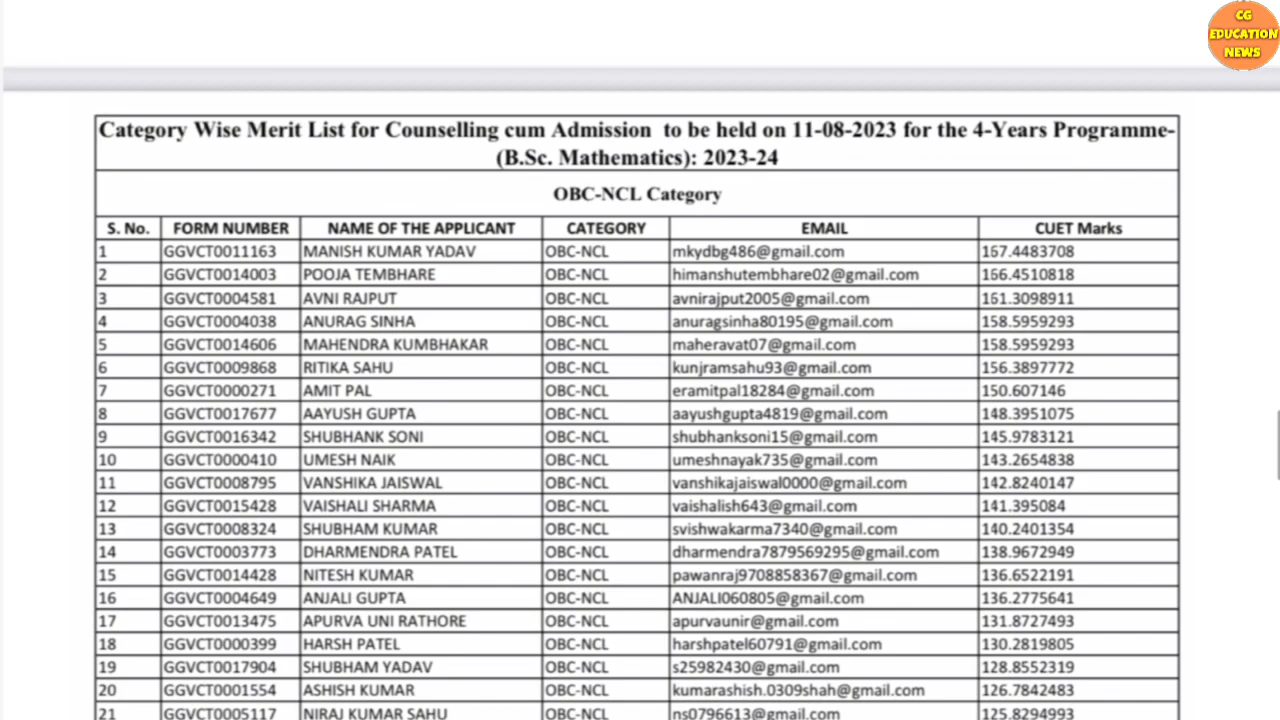 CG
EDUCATION
NEWS
Category Wise Merit List for Counselling cum Admission to be held on 11-08-2023 for the 4-Years Programme-
(B.Sc. Mathematics): 2023-24
OBC-NCL Category
S. No. FORM NUMBER NAME OF THE APPLICANT CATEGORY EMAIL CUET Marks
1 GGVCT0011163 MANISH KUMAR YADAV OBC-NCL mkydbg486@gmail.com 167.4483708
2 GGVCT0014003 POOJA TEMBHARE OBC-NCL himanshutembhare02@gmail.com 166.4510818
3 GGVCT0004581 AVNI RAJPUT OBC-NCL avnirajput2005@gmail.com 161.3098911
4 GGVCT0004038 ANURAG SINHA OBC-NCL anuragsinha80195@gmail.com 158.5959293
5 GGVCT0014606 MAHENDRA KUMBHAKAR OBC-NCL maheravat07@gmail.com 158.5959293
6 GGVCT0009868 RITIKA SAHU OBC-NCL kunjramsahu93@gmail.com 156.3897772
7 GGVCT0000271 AMIT PAL OBC-NCL eramitpal18284@gmail.com 150.607146
8 GGVCT0017677 AAYUSH GUPTA OBC-NCL aayushgupta4819@gmail.com 148.3951075
9 GGVCT0016342 SHUBHANK SONI OBC-NCL shubhanksoni15@gmail.com 145.9783121
10 GGVCT0000410 UMESH NAIK OBC-NCL umeshnayak735@gmail.com 143.2654838
11 GGVCT0008795 VANSHIKA JAISWAL OBC-NCL vanshikajaiswal0000@gmail.com 142.8240147
12 GGVCT0015428 VAISHALI SHARMA OBC-NCL vaishalish643@gmail.com 141.395084
13 GGVCT0008324 SHUBHAM KUMAR OBC-NCL svishwakarma7340@gmail.com 140.2401354
14 GGVCT0003773 DHARMENDRA PATEL OBC-NCL dharmendra7879569295@gmail.com 138.9672949
15 GGVCT0014428 NITESH KUMAR OBC-NCL pawanraj9708858367@gmail.com 136.6522191
16 GGVCT0004649 ANJALI GUPTA OBC-NCL ANJALI060805@gmail.com 136.2775641
17 GGVCT0013475 APURVA UNI RATHORE OBC-NCL apurvaunir@gmail.com 131.8727493
18 GGVCT0000399 HARSH PATEL OBC-NCL harshpatel60791@gmail.com 130.2819805
19 GGVCT0017904 SHUBHAM YADAV OBC-NCL s25982430@gmail.com 128.8552319
20 GGVCT0001554 ASHISH KUMAR OBC-NCL kumarashish.0309shah@gmail.com 126.7842483
21 GGVCT0005117 NIRAJ KUMAR SAHU OBC-NCL ns0796613@gmail.com 125.8294993